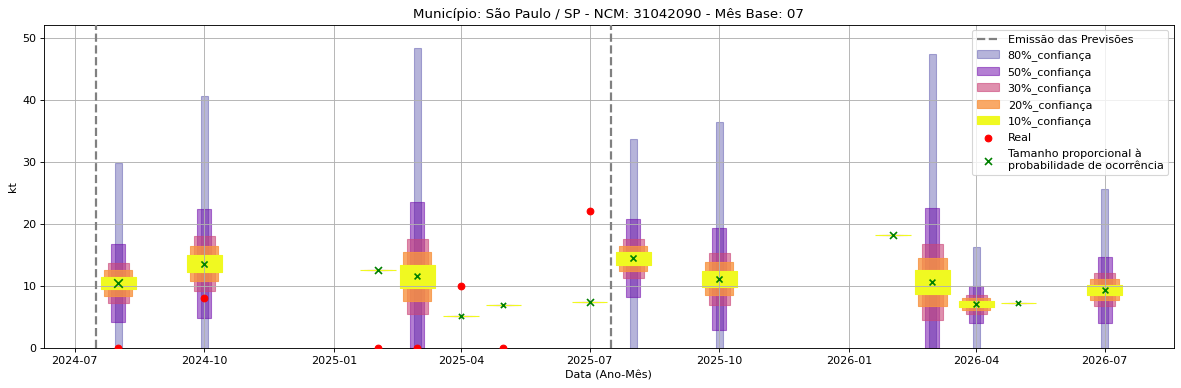 Município: São Paulo / SP - NCM: 31042090 - Mês Base: 07
50
40
30
20
10
0
kt
Emissão das Previsões
80%_confiança
50%_confiança
30%_confiança
20%_confiança
10%_confiança
Real
Tamanho proporcional à
probabilidade de ocorrência
2024-07 2024-10 2025-01 2025-04 2025-07 2025-10 2026-01 2026-04 2026-07
Data (Ano-Mês)